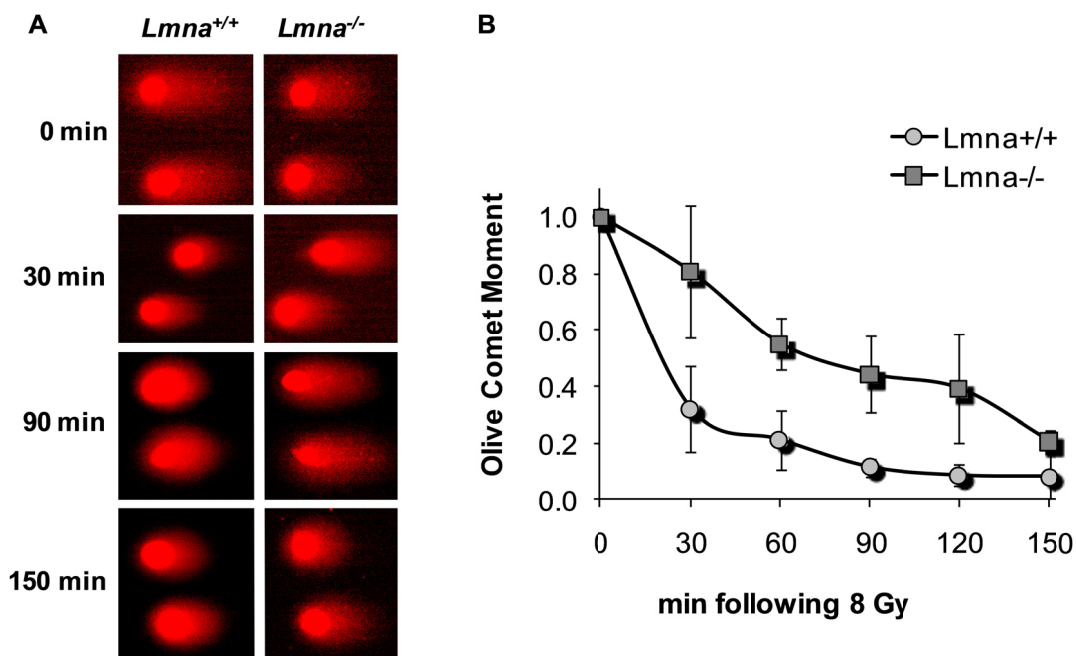 A
Lmna+/+
Lmna-/-
0 min
30 min
90 min
150 min
B
Lmna+/+
Lmna-/-
Olive Comet Moment
1.0
0.8
0.6
0.4
0.2
0.0
0 30 60 90 120 150
min following 8 Gy